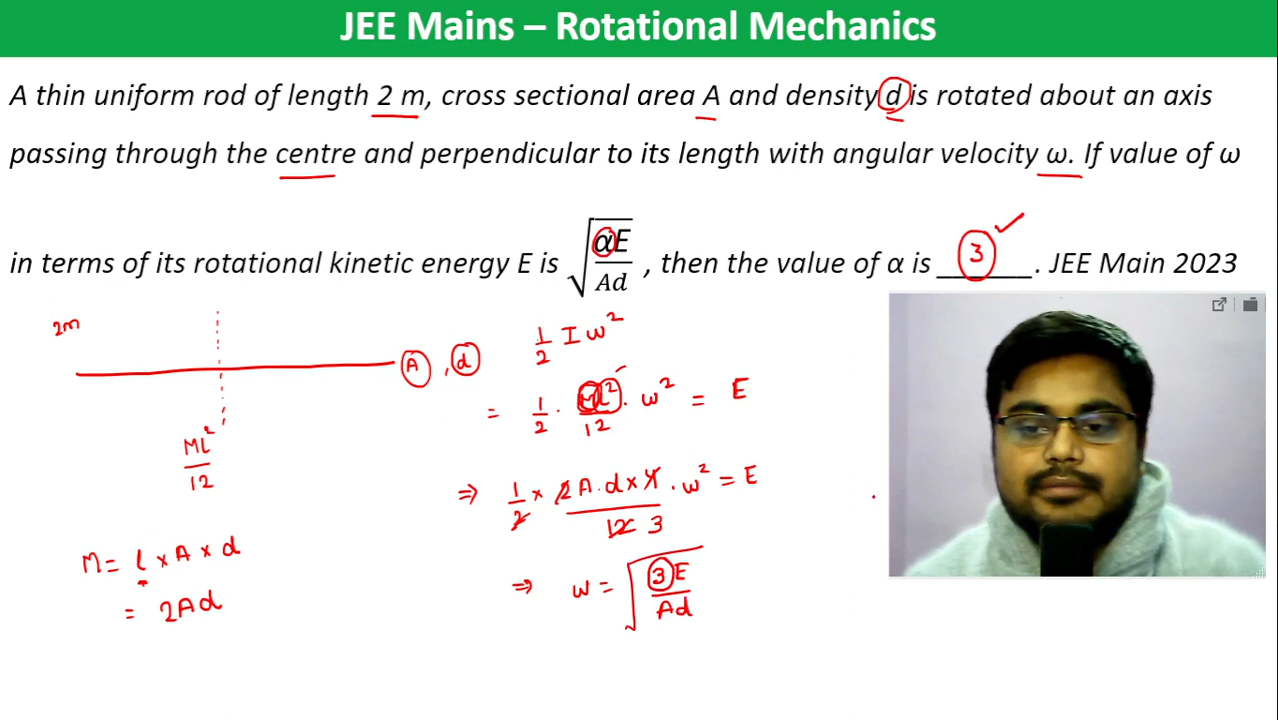 JEE Mains – Rotational Mechanics
A thin uniform rod of length 2 m, cross sectional area A and density d is rotated about an axis
passing through the centre and perpendicular to its length with angular velocity ω. If value of ω
in terms of its rotational kinetic energy E is √(αE/Ad) , then the value of α is __3__. JEE Main 2023
2m
A , d
Ml²/12
M = l × A × d
= 2Ad
1/2 I ω²
= 1/2 · Ml²/12 · ω² = E
⇒ 1/2 × 2A·d×4/12 3 · ω² = E
⇒ ω = √(3E/Ad)